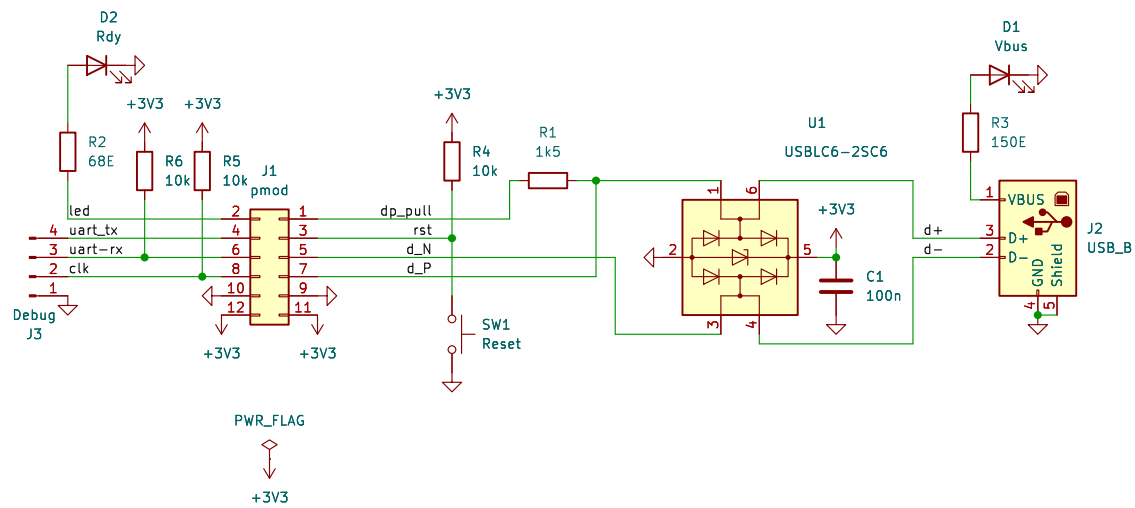 D2
Rdy
D1
Vbus
+3V3
+3V3
+3V3
R2
68E
R6
10k
R5
10k
R4
10k
R1
1k5
U1
USBLC6-2SC6
R3
150E
J1
pmod
led
uart_tx
uart-rx
clk
4
3
2
1
Debug
J3
2
4
6
8
10
12
1
3
5
7
9
11
dp_pull
rst
d_N
d_P
+3V3
+3V3
SW1
Reset
1
6
2
5
3
4
+3V3
C1
100n
d+
d-
1
3
2
VBUS
D+
D-
GND
Shield
4
5
J2
USB_B
PWR_FLAG
+3V3